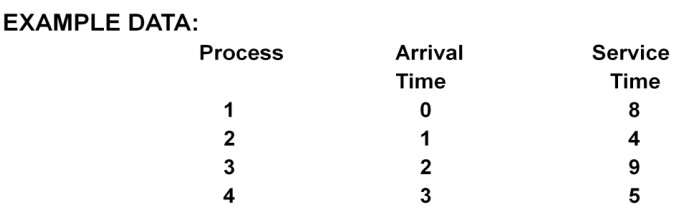 EXAMPLE DATA:
Process Arrival Service
Time Time
1 0 8
2 1 4
3 2 9
4 3 5